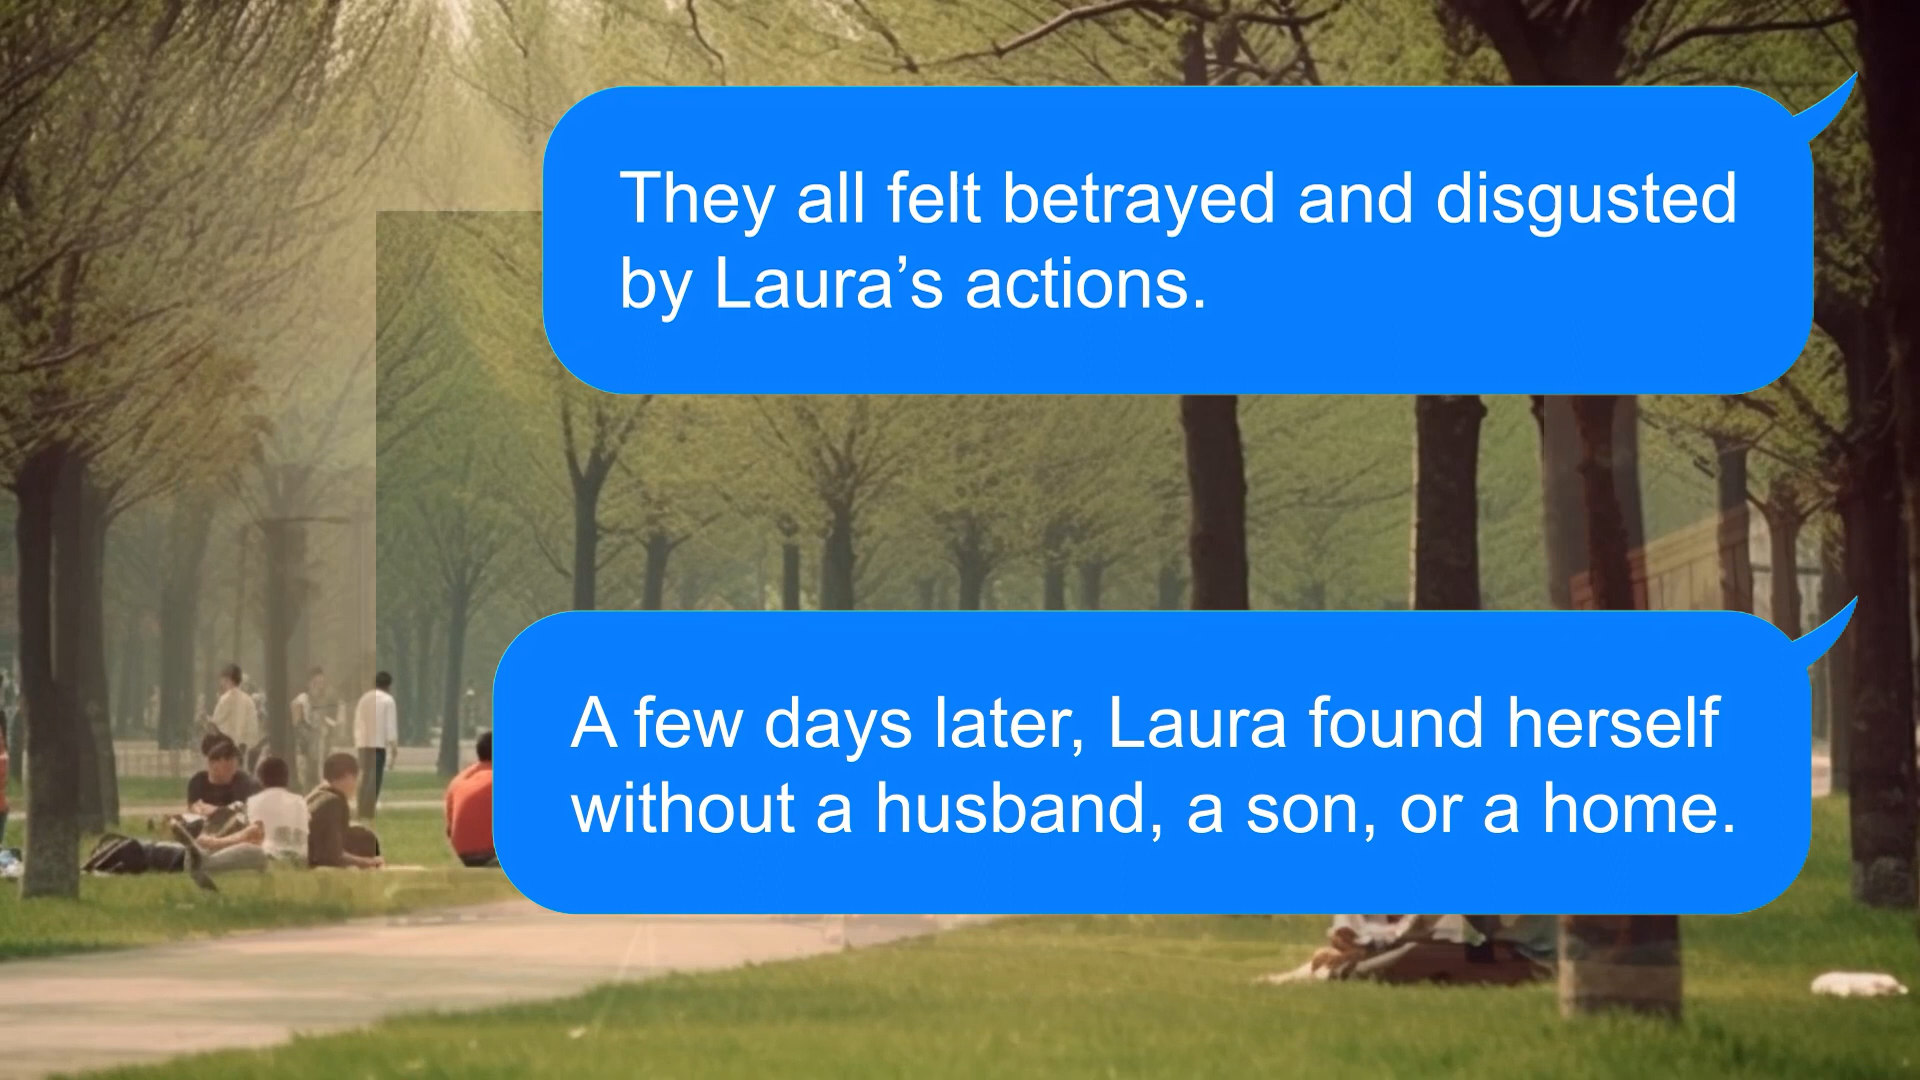 They all felt betrayed and disgusted
by Laura’s actions.
A few days later, Laura found herself
without a husband, a son, or a home.